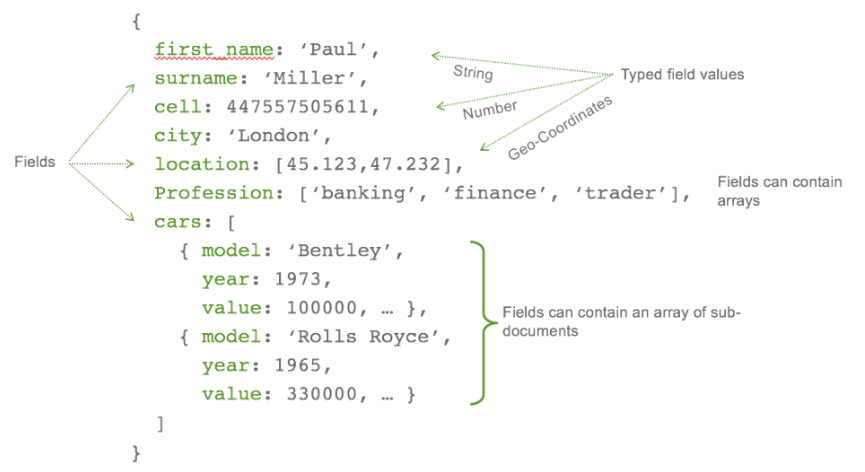 {
first_name: ‘Paul’,
String
Typed field values
surname: ‘Miller’,
cell: 447557505611,
Number
city: ‘London’,
Geo-Coordinates
Fields
location: [45.123,47.232],
Profession: [‘banking’, ‘finance’, ‘trader’],
Fields can contain
arrays
cars: [
{ model: ‘Bentley’,
year: 1973,
value: 100000, … },
Fields can contain an array of sub-
documents
{ model: ‘Rolls Royce’,
year: 1965,
value: 330000, … }
]
}